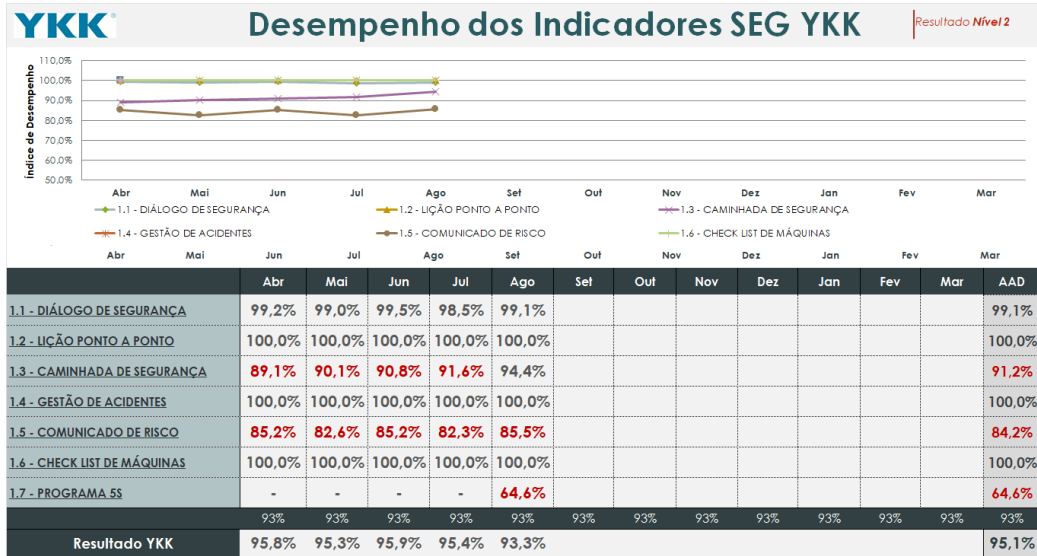 YKK
Desempenho dos Indicadores SEG YKK
Resultado Nível 2
Índice de Desempenho
110,0%
100,0%
90,0%
80,0%
70,0%
60,0%
50,0%
Abr Mai Jun Jul Ago Set Out Nov Dez Jan Fev Mar
1.1 - DIÁLOGO DE SEGURANÇA 1.2 - LIÇÃO PONTO A PONTO 1.3 - CAMINHADA DE SEGURANÇA
1.4 - GESTÃO DE ACIDENTES 1.5 - COMUNICADO DE RISCO 1.6 - CHECK LIST DE MÁQUINAS
Abr Mai Jun Jul Ago Set Out Nov Dez Jan Fev Mar
Abr Mai Jun Jul Ago Set Out Nov Dez Jan Fev Mar AAD
1.1 - DIÁLOGO DE SEGURANÇA 99,2% 99,0% 99,5% 98,5% 99,1% 99,1%
1.2 - LIÇÃO PONTO A PONTO 100,0% 100,0% 100,0% 100,0% 100,0% 100,0%
1.3 - CAMINHADA DE SEGURANÇA 89,1% 90,1% 90,8% 91,6% 94,4% 91,2%
1.4 - GESTÃO DE ACIDENTES 100,0% 100,0% 100,0% 100,0% 100,0% 100,0%
1.5 - COMUNICADO DE RISCO 85,2% 82,6% 85,2% 82,3% 85,5% 84,2%
1.6 - CHECK LIST DE MÁQUINAS 100,0% 100,0% 100,0% 100,0% 100,0% 100,0%
1.7 - PROGRAMA 5S - - - - 64,6% 64,6%
93% 93% 93% 93% 93% 93% 93% 93% 93% 93% 93% 93% 93%
Resultado YKK 95,8% 95,3% 95,9% 95,4% 93,3% 95,1%